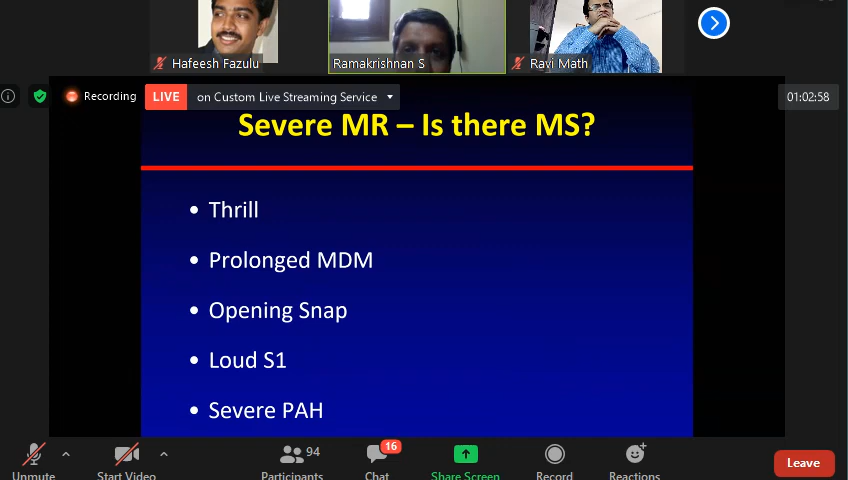 Hafeesh Fazulu
Ramakrishnan S
Ravi Math
Recording
LIVE
on Custom Live Streaming Service
01:02:58
Severe MR – Is there MS?
• Thrill
• Prolonged MDM
• Opening Snap
• Loud S1
• Severe PAH
94
16
Unmute
Start Video
Participants
Chat
Share Screen
Record
Reactions
Leave